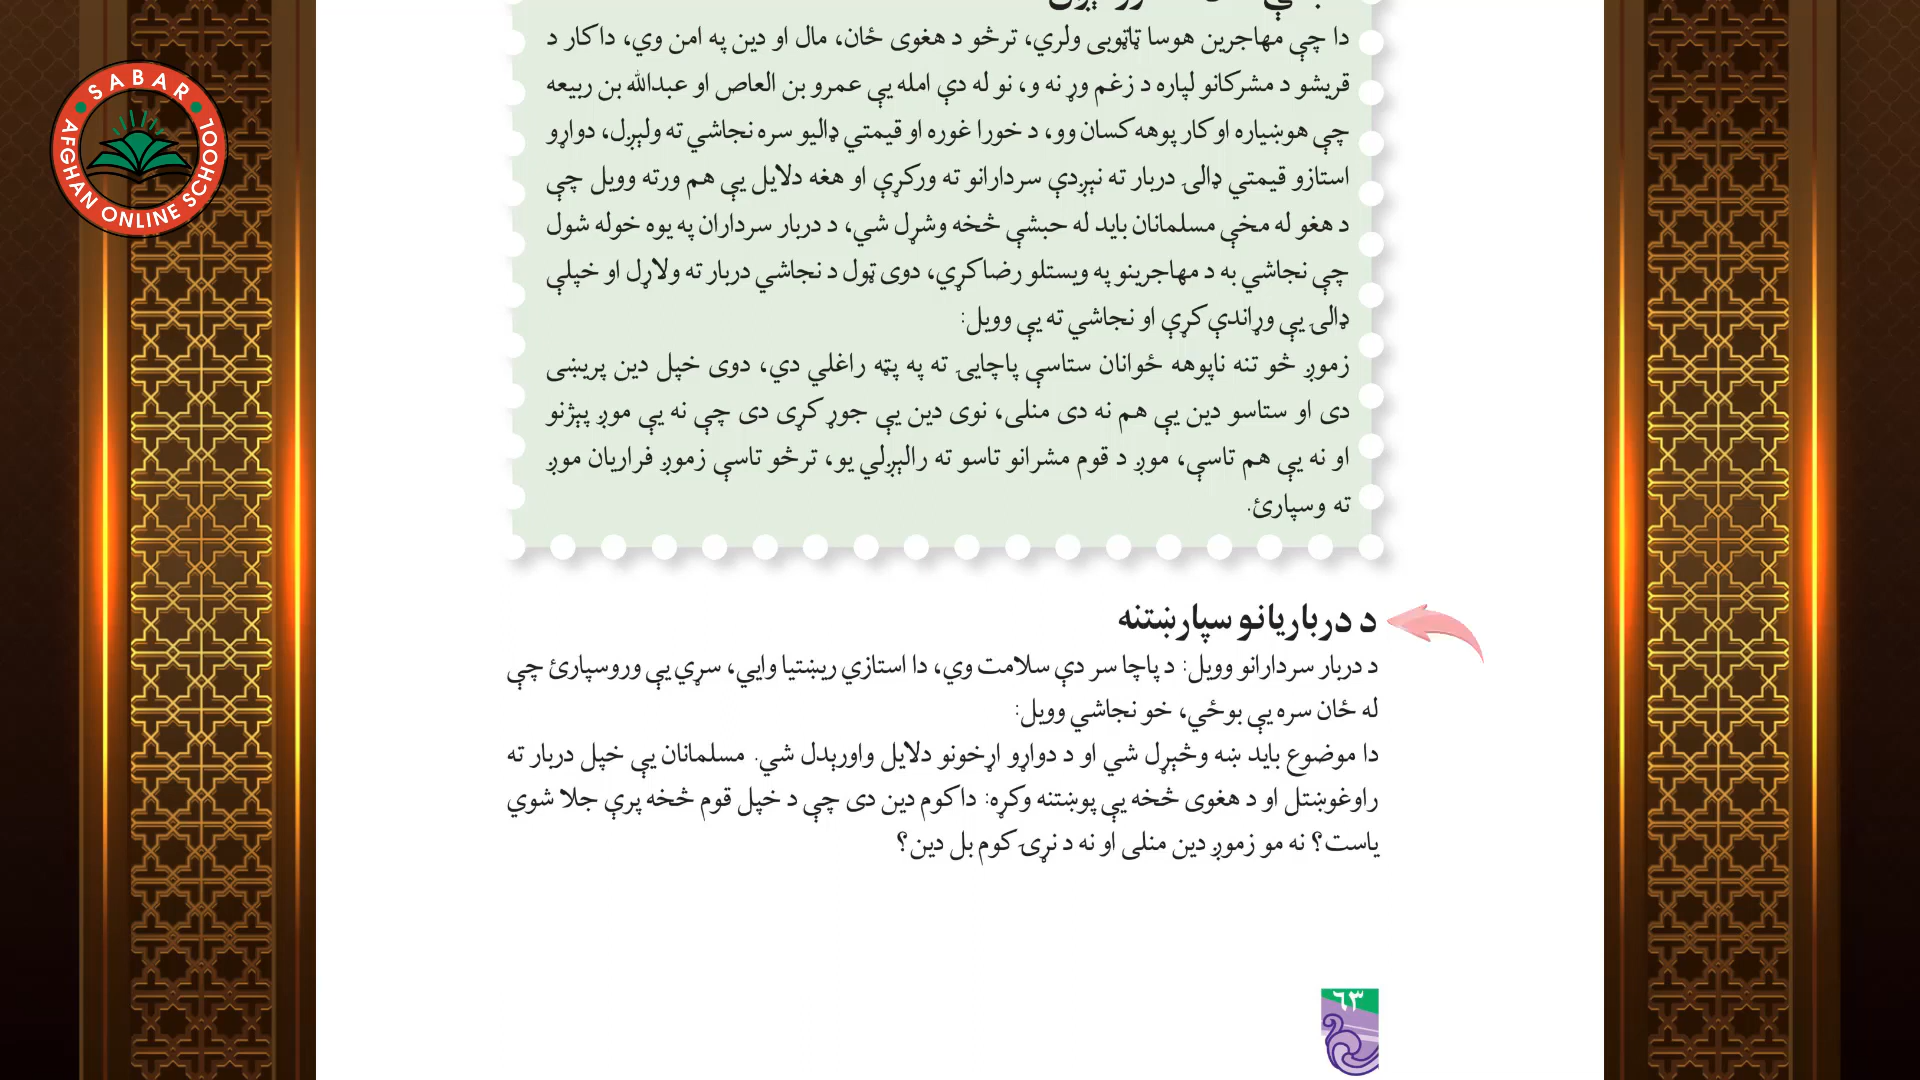 SABAR
AFGHAN ONLINE SCHOOL
دا چې مهاجرین هوسا ټاټوبی ولري، ترڅو د هغوی ځان، مال او دین په امن وي، دا کار د
قریشو د مشرکانو لپاره د زغم وړ نه و، نو له دې امله یې عمرو بن العاص او عبدالله بن ربیعه
چې هوښیاره او کار پوهه کسان وو، د خورا غوره او قیمتي ډالیو سره نجاشي ته ولېږل، دواړو
استازو قیمتي ډالۍ دربار ته نېږدې سردارانو ته ورکړې او هغه دلایل یې هم ورته وویل چې
د هغو له مخې مسلمانان باید له حبشې څخه وشړل شي، د دربار سرداران په یوه خوله شول
چې نجاشي به د مهاجرینو په ویستلو رضا کړي، دوی ټول د نجاشي دربار ته ولاړل او خپلې
ډالۍ یې وړاندې کړې او نجاشي ته یې وویل:
زموږ څو تنه ناپوهه ځوانان ستاسې پاچایۍ ته په پټه راغلي دي، دوی خپل دین پریښی
دی او ستاسو دین یې هم نه دی منلی، نوی دین یې جوړ کړی دی چې نه یې موږ پېژنو
او نه یې هم تاسې، موږ د قوم مشرانو تاسو ته رالېږلي یو، ترڅو تاسې زموږ فراریان موږ
ته وسپارئ.
د درباریانو سپارښتنه
د دربار سردارانو وویل: د پاچا سر دې سلامت وي، دا استازي ریښتیا وایي، سړي یې وروسپارئ چې
له ځان سره یې بوځي، خو نجاشي وویل:
دا موضوع باید ښه وڅېړل شي او د دواړو اړخونو دلایل واورېدل شي. مسلمانان یې خپل دربار ته
راوغوښتل او د هغوی څخه یې پوښتنه وکړه: دا کوم دین دی چې د خپل قوم څخه پرې جلا شوي
یاست؟ نه مو زموږ دین منلی او نه د نړۍ کوم بل دین؟
٦٣